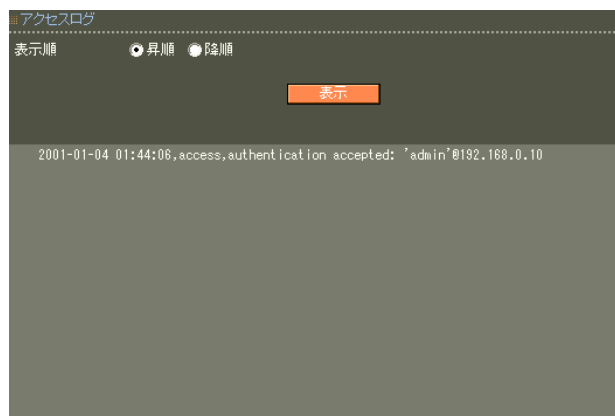 アクセスログ
表示順 昇順 降順
表示
2001-01-04 01:44:06,access,authentication accepted: 'admin'@192.168.0.10